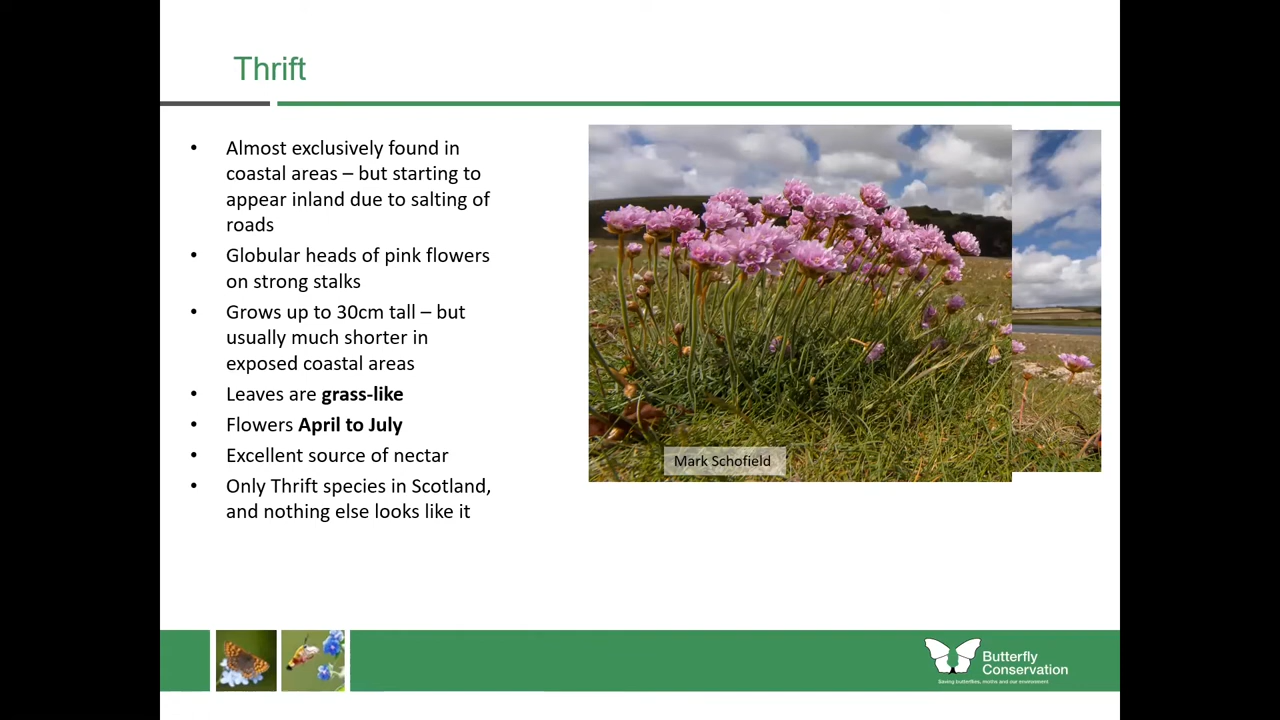 Thrift
• Almost exclusively found in
coastal areas – but starting to
appear inland due to salting of
roads
• Globular heads of pink flowers
on strong stalks
• Grows up to 30cm tall – but
usually much shorter in
exposed coastal areas
• Leaves are grass-like
• Flowers April to July
• Excellent source of nectar
• Only Thrift species in Scotland,
and nothing else looks like it
Mark Schofield
Butterfly
Conservation
Saving butterflies, moths and our environment